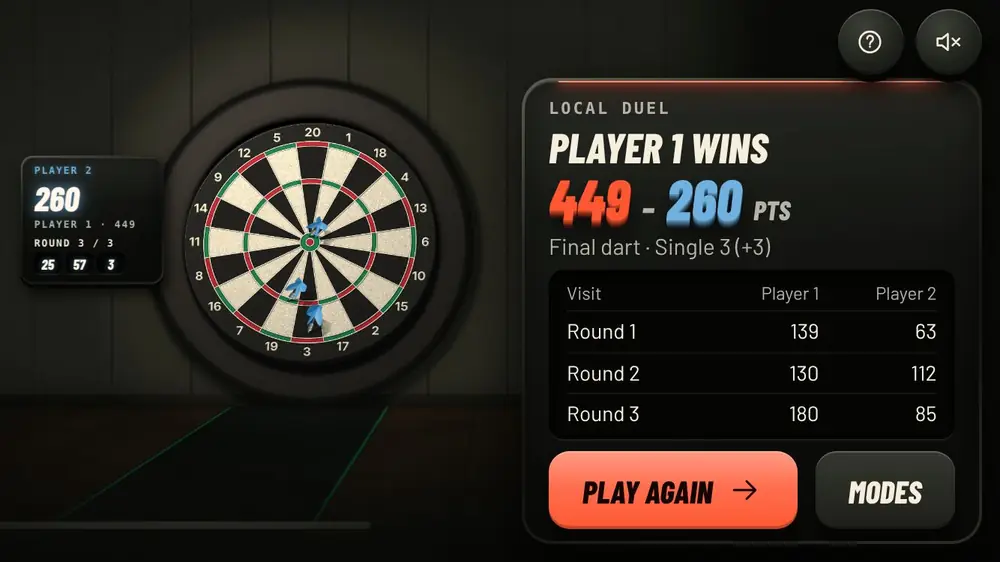 LOCAL DUEL
PLAYER 1 WINS
449 - 260 PTS
Final dart · Single 3 (+3)
Visit Player 1 Player 2
Round 1 139 63
Round 2 130 112
Round 3 180 85
PLAY AGAIN →
MODES
PLAYER 2
260
PLAYER 1 · 449
ROUND 3 / 3
25 57 3
20
1
18
4
13
6
10
15
2
17
3
19
7
16
8
11
14
9
12
5
?